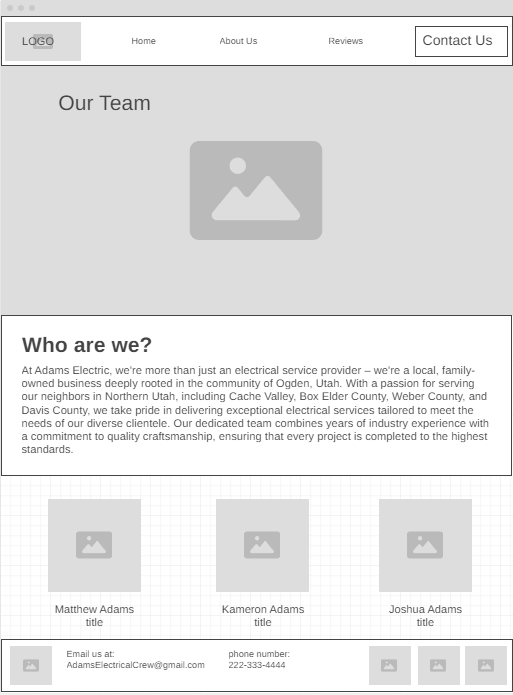 LOGO
Home
About Us
Reviews
Contact Us
Our Team
Who are we?
At Adams Electric, we're more than just an electrical service provider – we're a local, family-
owned business deeply rooted in the community of Ogden, Utah. With a passion for serving
our neighbors in Northern Utah, including Cache Valley, Box Elder County, Weber County, and
Davis County, we take pride in delivering exceptional electrical services tailored to meet the
needs of our diverse clientele. Our dedicated team combines years of industry experience with
a commitment to quality craftsmanship, ensuring that every project is completed to the highest
standards.
Matthew Adams
title
Kameron Adams
title
Joshua Adams
title
Email us at:
AdamsElectricalCrew@gmail.com
phone number:
222-333-4444